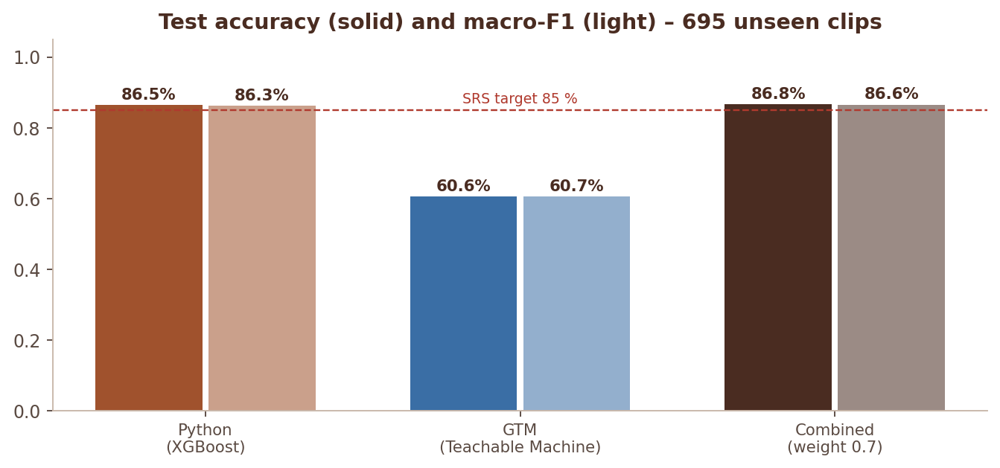 Test accuracy (solid) and macro-F1 (light) – 695 unseen clips
1.0
0.8
0.6
0.4
0.2
0.0
86.5%
86.3%
SRS target 85 %
60.6%
60.7%
86.8%
86.6%
Python
(XGBoost)
GTM
(Teachable Machine)
Combined
(weight 0.7)